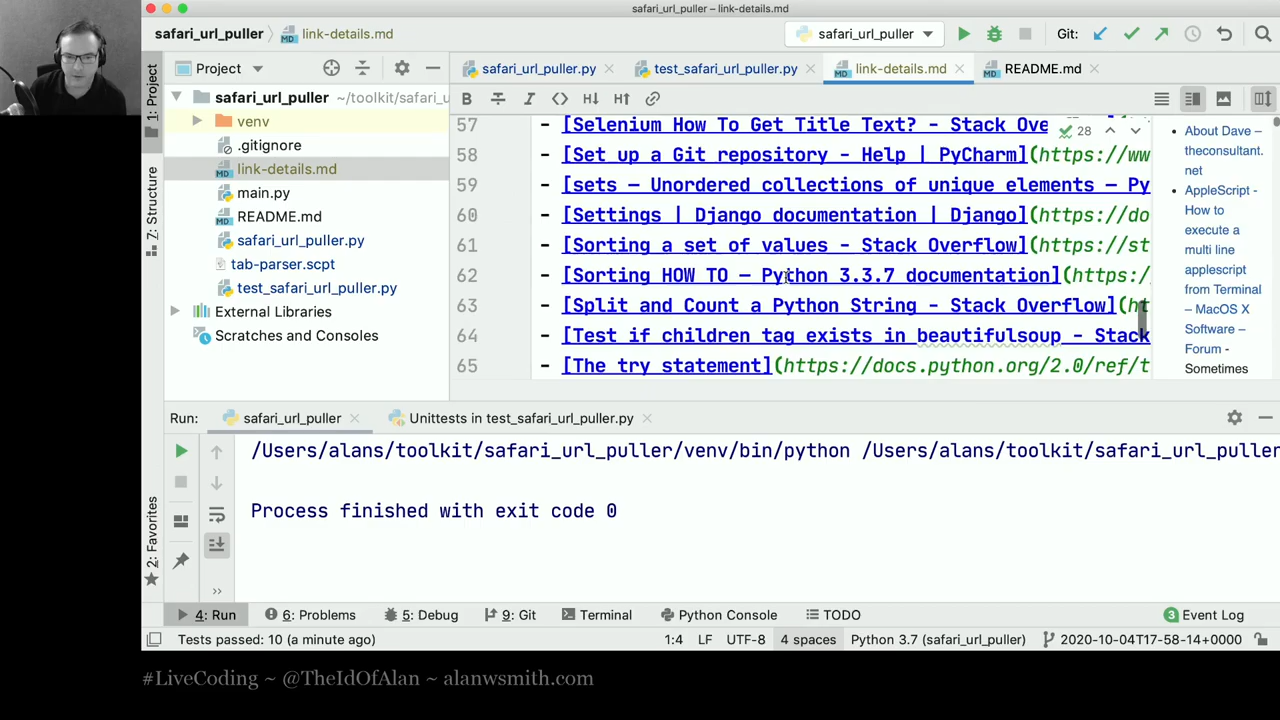 safari_url_puller – link-details.md
safari_url_puller
link-details.md
safari_url_puller
Git:
1: Project
Project
safari_url_puller.py
test_safari_url_puller.py
link-details.md
README.md
safari_url_puller ~/toolkit/safari_u
venv
.gitignore
link-details.md
main.py
README.md
safari_url_puller.py
tab-parser.scpt
test_safari_url_puller.py
External Libraries
Scratches and Consoles
7: Structure
2: Favorites
B I H↓ H↑
28
57 - [Selenium How To Get Title Text? - Stack Ove
58 - [Set up a Git repository - Help | PyCharm](https://ww
59 - [sets — Unordered collections of unique elements — Py
60 - [Settings | Django documentation | Django](https://do
61 - [Sorting a set of values - Stack Overflow](https://st
62 - [Sorting HOW TO — Python 3.3.7 documentation](https:/
63 - [Split and Count a Python String - Stack Overflow](ht
64 - [Test if children tag exists in beautifulsoup - Stack
65 - [The try statement](https://docs.python.org/2.0/ref/t
About Dave –
theconsultant.
net
AppleScript -
How to
execute a
multi line
applescript
from Terminal
– MacOS X
Software –
Forum -
Sometimes
Run:
safari_url_puller
Unittests in test_safari_url_puller.py
/Users/alans/toolkit/safari_url_puller/venv/bin/python /Users/alans/toolkit/safari_url_puller
Process finished with exit code 0
4: Run
6: Problems
5: Debug
9: Git
Terminal
Python Console
TODO
3 Event Log
Tests passed: 10 (a minute ago)
1:4
LF
UTF-8
4 spaces
Python 3.7 (safari_url_puller)
2020-10-04T17-58-14+0000
#LiveCoding ~ @TheIdOfAlan ~ alanwsmith.com